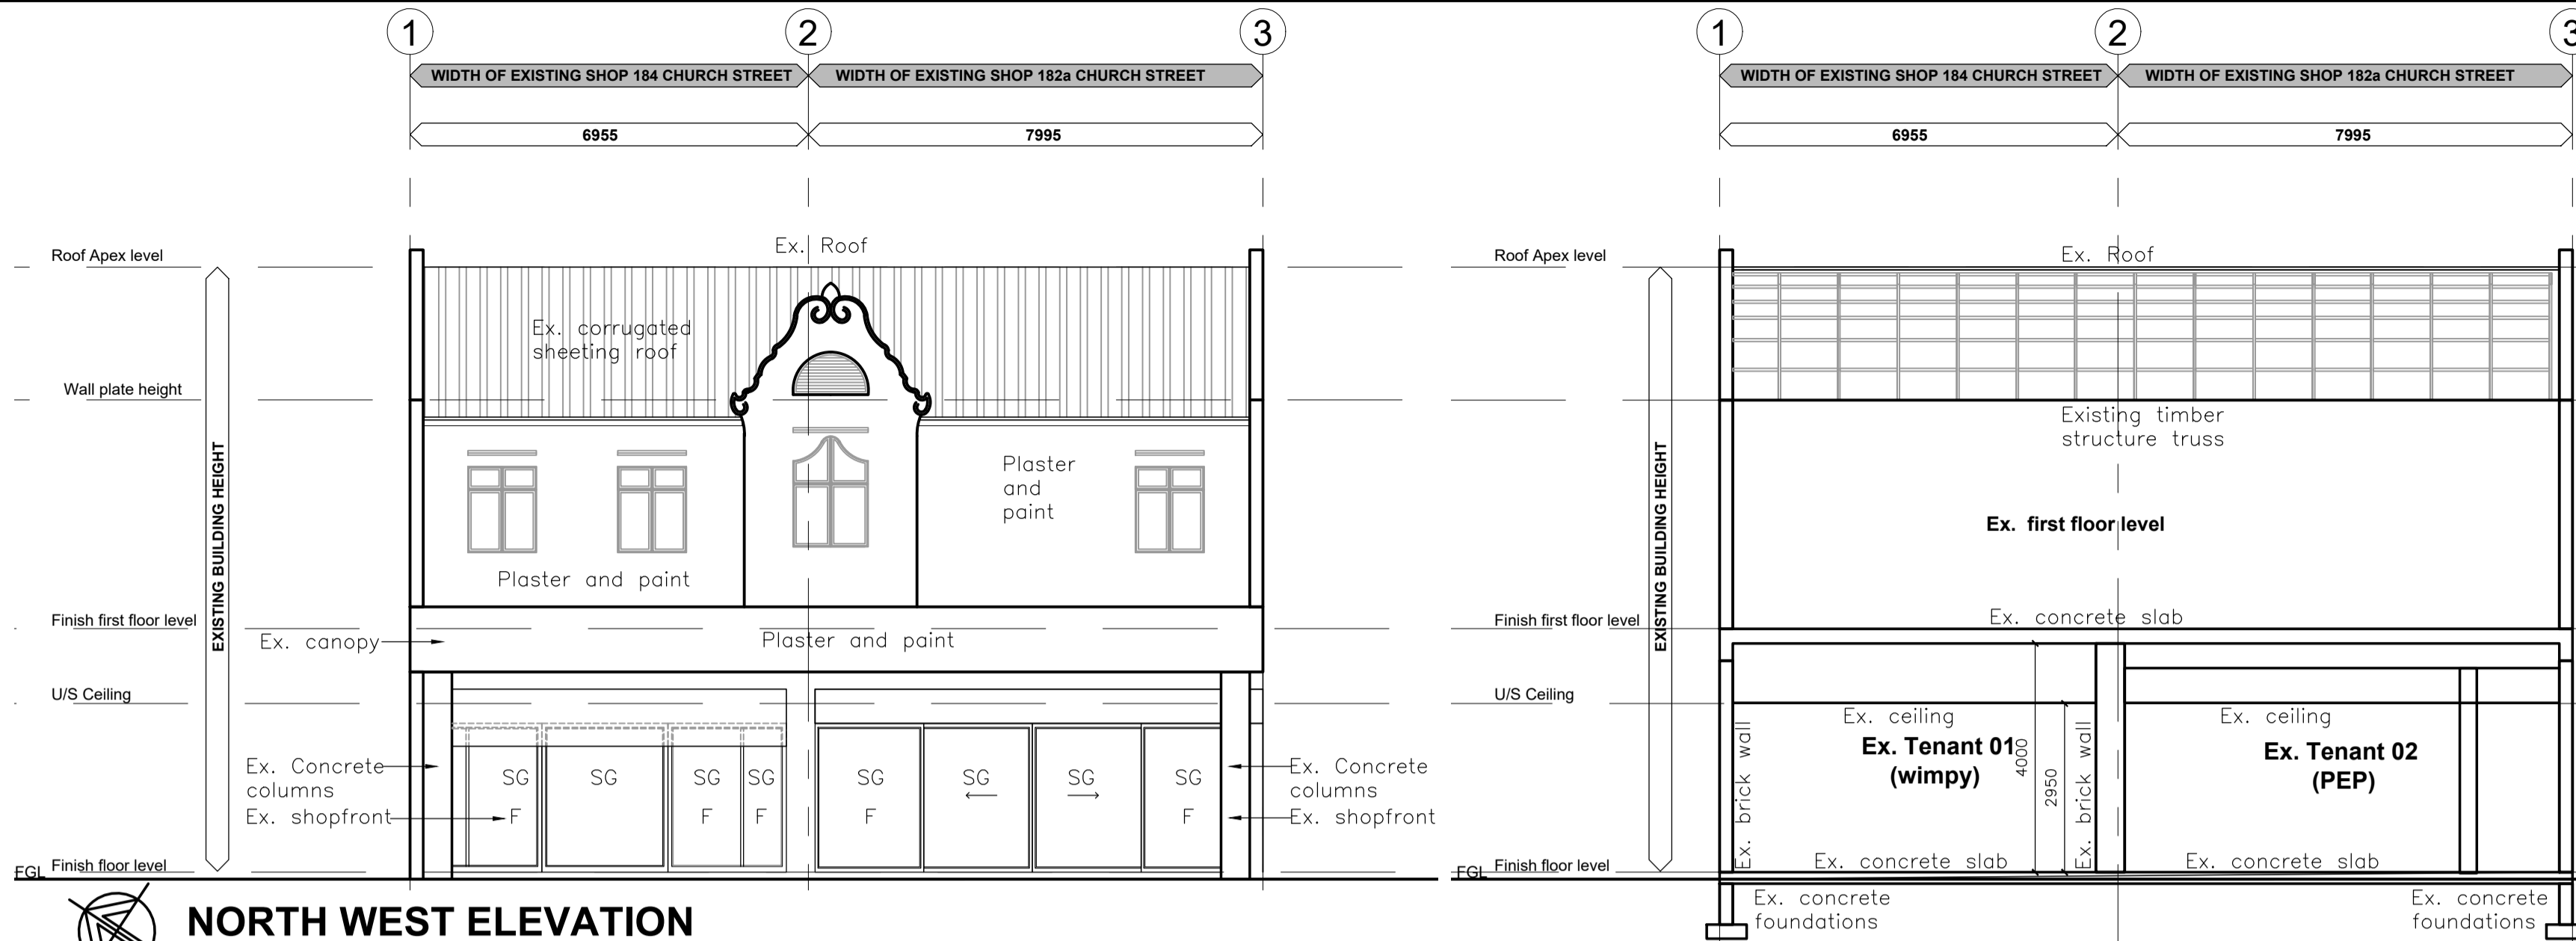 1
2
3
WIDTH OF EXISTING SHOP 184 CHURCH STREET
WIDTH OF EXISTING SHOP 182a CHURCH STREET
6955
7995
Roof Apex level
Ex. Roof
Ex. corrugated
sheeting roof
Wall plate height
EXISTING BUILDING HEIGHT
Plaster
and
paint
Plaster and paint
Finish first floor level
Ex. canopy
Plaster and paint
U/S Ceiling
Ex. Concrete
columns
Ex. shopfront
SG
F
SG
SG
F
SG
F
SG
F
SG
SG
SG
F
Ex. Concrete
columns
Ex. shopfront
FGL
Finish floor level
NORTH WEST ELEVATION
1
2
3
WIDTH OF EXISTING SHOP 184 CHURCH STREET
WIDTH OF EXISTING SHOP 182a CHURCH STREET
6955
7995
Roof Apex level
Ex. Roof
Existing timber
structure truss
EXISTING BUILDING HEIGHT
Ex. first floor level
Finish first floor level
Ex. concrete slab
U/S Ceiling
Ex. brick wall
Ex. ceiling
Ex. Tenant 01
(wimpy)
4000
2950
Ex. brick wall
Ex. ceiling
Ex. Tenant 02
(PEP)
FGL
Finish floor level
Ex. concrete slab
Ex. concrete slab
Ex. concrete
foundations
Ex. concrete
foundations